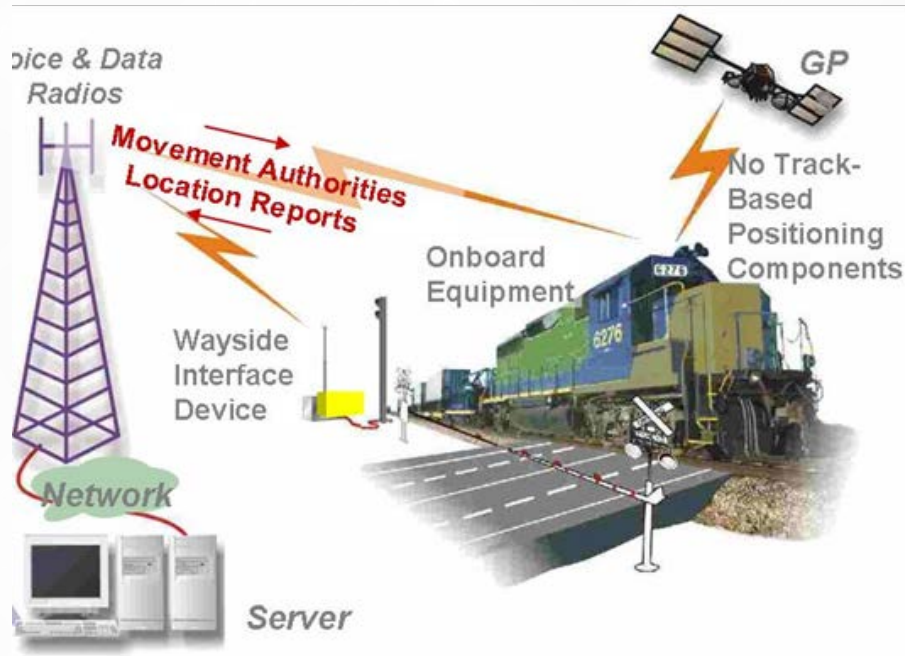 oice & Data
Radios
GP
Movement Authorities
Location Reports
No Track-
Based
Positioning
Components
Onboard
Equipment
6276
6276
Wayside
Interface
Device
Network
Server